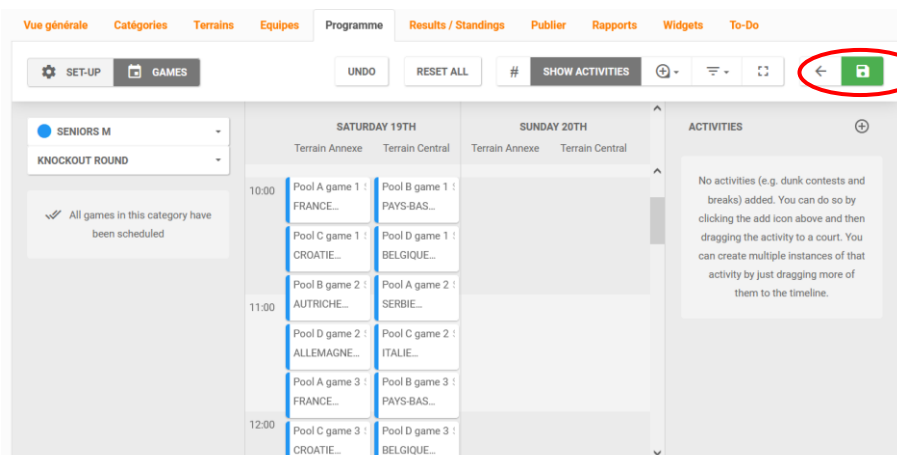 Vue générale Catégories Terrains Equipes Programme Results / Standings Publier Rapports Widgets To-Do
SET-UP GAMES UNDO RESET ALL # SHOW ACTIVITIES
SENIORS M
KNOCKOUT ROUND
All games in this category have
been scheduled
SATURDAY 19TH SUNDAY 20TH
Terrain Annexe Terrain Central Terrain Annexe Terrain Central
10:00
Pool A game 1 Pool B game 1
FRANCE... PAYS-BAS...
Pool C game 1 Pool D game 1
CROATIE... BELGIQUE...
Pool B game 2 Pool A game 2
AUTRICHE... SERBIE...
11:00
Pool D game 2 Pool C game 2
ALLEMAGNE... ITALIE...
Pool A game 3 Pool B game 3
FRANCE... PAYS-BAS...
12:00
Pool C game 3 Pool D game 3
CROATIE... BELGIQUE...
ACTIVITIES
No activities (e.g. dunk contests and
breaks) added. You can do so by
clicking the add icon above and then
dragging the activity to a court. You
can create multiple instances of that
activity by just dragging more of
them to the timeline.